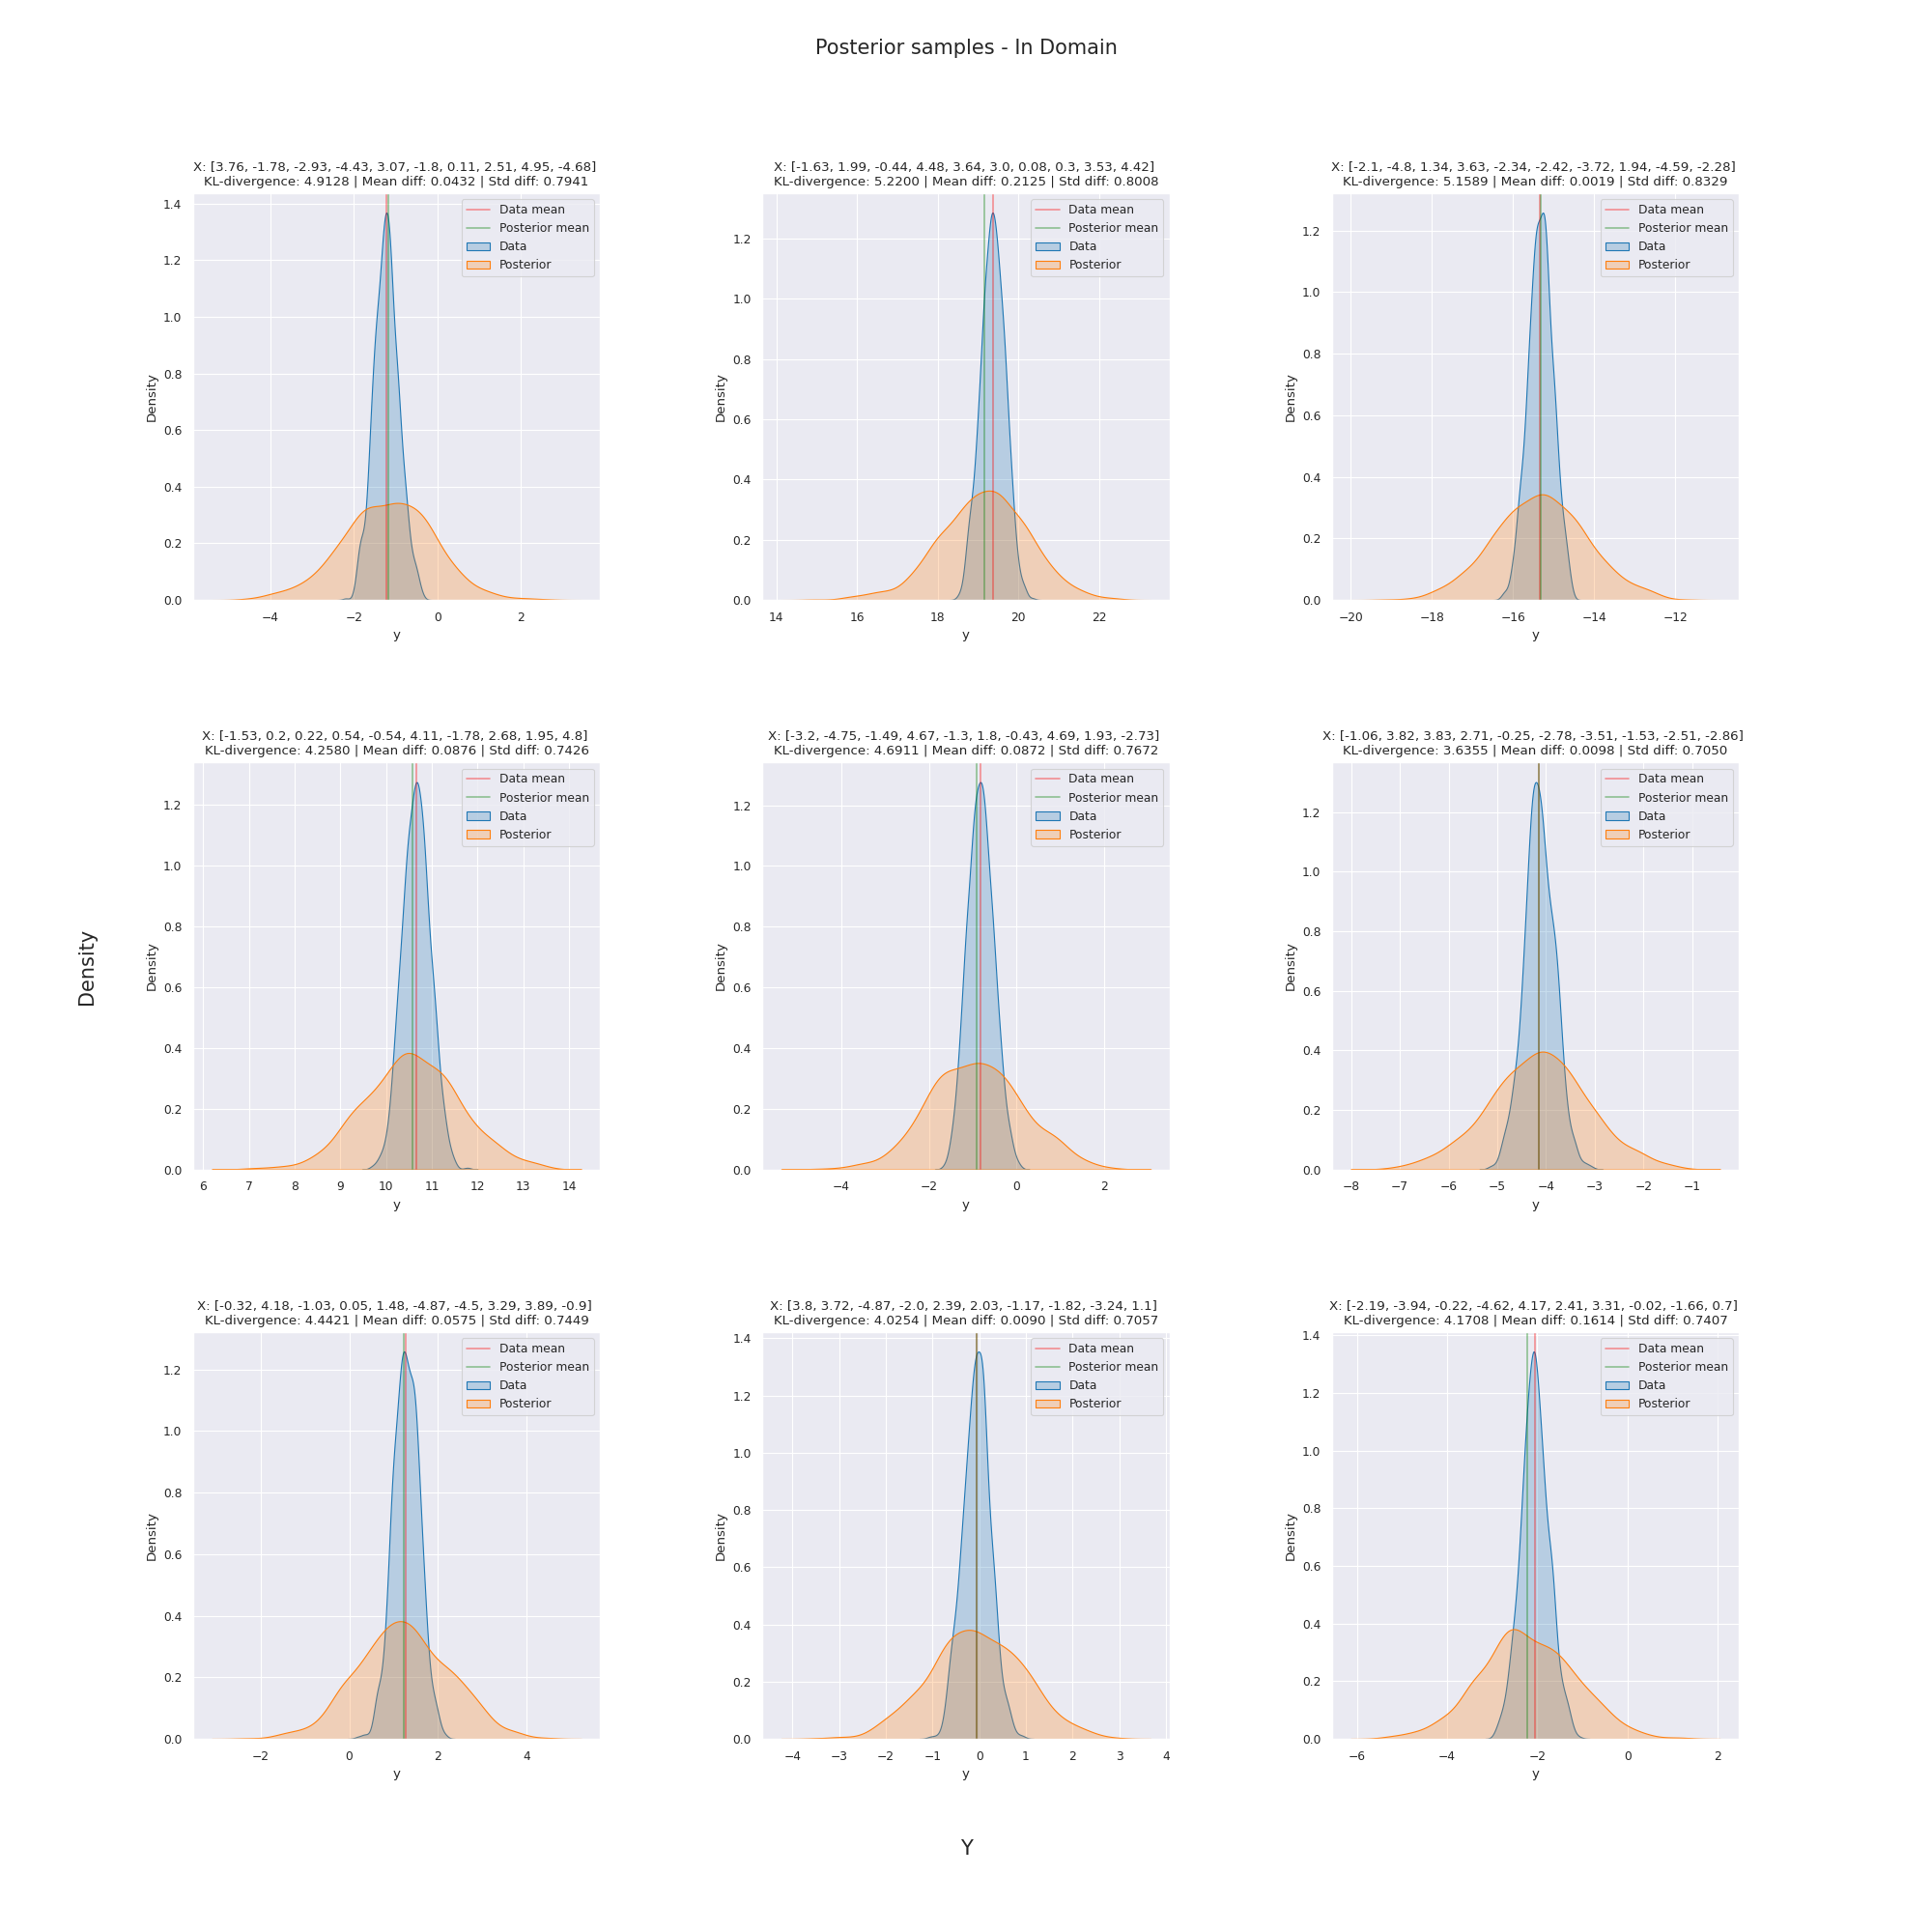 Posterior samples - In Domain
X: [3.76, -1.78, -2.93, -4.43, 3.07, -1.8, 0.11, 2.51, 4.95, -4.68]
KL-divergence: 4.9128 | Mean diff: 0.0432 | Std diff: 0.7941
Data mean
Posterior mean
Data
Posterior
1.4
1.2
1.0
0.8
0.6
0.4
0.2
0.0
Density
−4 −2 0 2
y
X: [-1.63, 1.99, -0.44, 4.48, 3.64, 3.0, 0.08, 0.3, 3.53, 4.42]
KL-divergence: 5.2200 | Mean diff: 0.2125 | Std diff: 0.8008
Data mean
Posterior mean
Data
Posterior
1.2
1.0
0.8
0.6
0.4
0.2
0.0
Density
14 16 18 20 22
y
X: [-2.1, -4.8, 1.34, 3.63, -2.34, -2.42, -3.72, 1.94, -4.59, -2.28]
KL-divergence: 5.1589 | Mean diff: 0.0019 | Std diff: 0.8329
Data mean
Posterior mean
Data
Posterior
1.2
1.0
0.8
0.6
0.4
0.2
0.0
Density
−20 −18 −16 −14 −12
y
Density
X: [-1.53, 0.2, 0.22, 0.54, -0.54, 4.11, -1.78, 2.68, 1.95, 4.8]
KL-divergence: 4.2580 | Mean diff: 0.0876 | Std diff: 0.7426
Data mean
Posterior mean
Data
Posterior
1.2
1.0
0.8
0.6
0.4
0.2
0.0
Density
6 7 8 9 10 11 12 13 14
y
X: [-3.2, -4.75, -1.49, 4.67, -1.3, 1.8, -0.43, 4.69, 1.93, -2.73]
KL-divergence: 4.6911 | Mean diff: 0.0872 | Std diff: 0.7672
Data mean
Posterior mean
Data
Posterior
1.2
1.0
0.8
0.6
0.4
0.2
0.0
Density
−4 −2 0 2
y
X: [-1.06, 3.82, 3.83, 2.71, -0.25, -2.78, -3.51, -1.53, -2.51, -2.86]
KL-divergence: 3.6355 | Mean diff: 0.0098 | Std diff: 0.7050
Data mean
Posterior mean
Data
Posterior
1.2
1.0
0.8
0.6
0.4
0.2
0.0
Density
−8 −7 −6 −5 −4 −3 −2 −1
y
X: [-0.32, 4.18, -1.03, 0.05, 1.48, -4.87, -4.5, 3.29, 3.89, -0.9]
KL-divergence: 4.4421 | Mean diff: 0.0575 | Std diff: 0.7449
Data mean
Posterior mean
Data
Posterior
1.2
1.0
0.8
0.6
0.4
0.2
0.0
Density
−2 0 2 4
y
X: [3.8, 3.72, -4.87, -2.0, 2.39, 2.03, -1.17, -1.82, -3.24, 1.1]
KL-divergence: 4.0254 | Mean diff: 0.0090 | Std diff: 0.7057
Data mean
Posterior mean
Data
Posterior
1.4
1.2
1.0
0.8
0.6
0.4
0.2
0.0
Density
−4 −3 −2 −1 0 1 2 3 4
y
X: [-2.19, -3.94, -0.22, -4.62, 4.17, 2.41, 3.31, -0.02, -1.66, 0.7]
KL-divergence: 4.1708 | Mean diff: 0.1614 | Std diff: 0.7407
Data mean
Posterior mean
Data
Posterior
1.4
1.2
1.0
0.8
0.6
0.4
0.2
0.0
Density
−6 −4 −2 0 2
y
Y